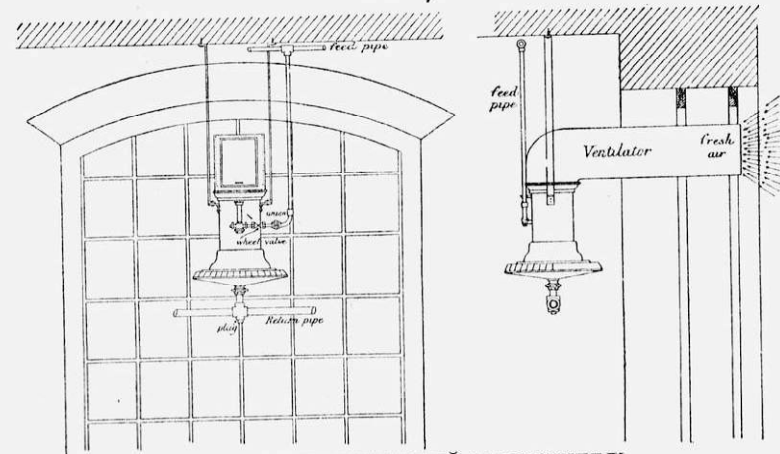 feed pipe
union
wheel valve
plug
Return pipe
feed
pipe
Ventilator
fresh
air